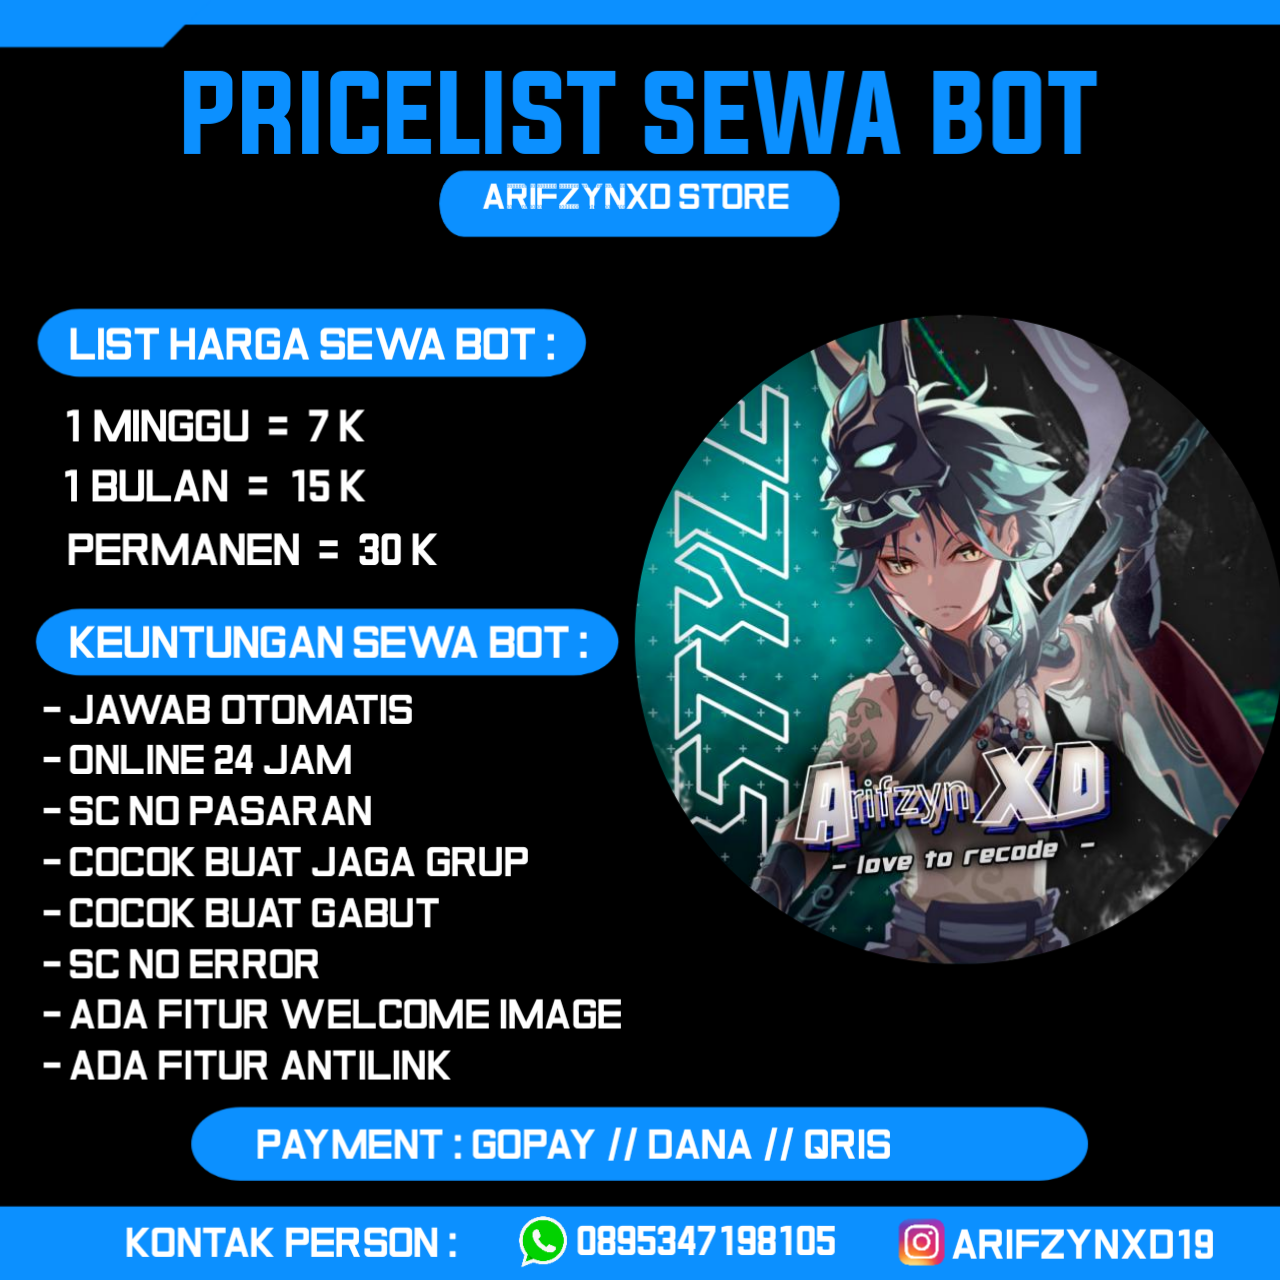 PRICELIST SEWA BOT
ARIFZYNXD STORE
LIST HARGA SEWA BOT :
1 MINGGU = 7 K
1 BULAN = 15 K
PERMANEN = 30 K
KEUNTUNGAN SEWA BOT :
- JAWAB OTOMATIS
- ONLINE 24 JAM
- SC NO PASARAN
- COCOK BUAT JAGA GRUP
- COCOK BUAT GABUT
- SC NO ERROR
- ADA FITUR WELCOME IMAGE
- ADA FITUR ANTILINK
STYLE
Arifzyn XD
- love to recode -
PAYMENT : GOPAY // DANA // QRIS
KONTAK PERSON : 0895347198105 ARIFZYNXD19